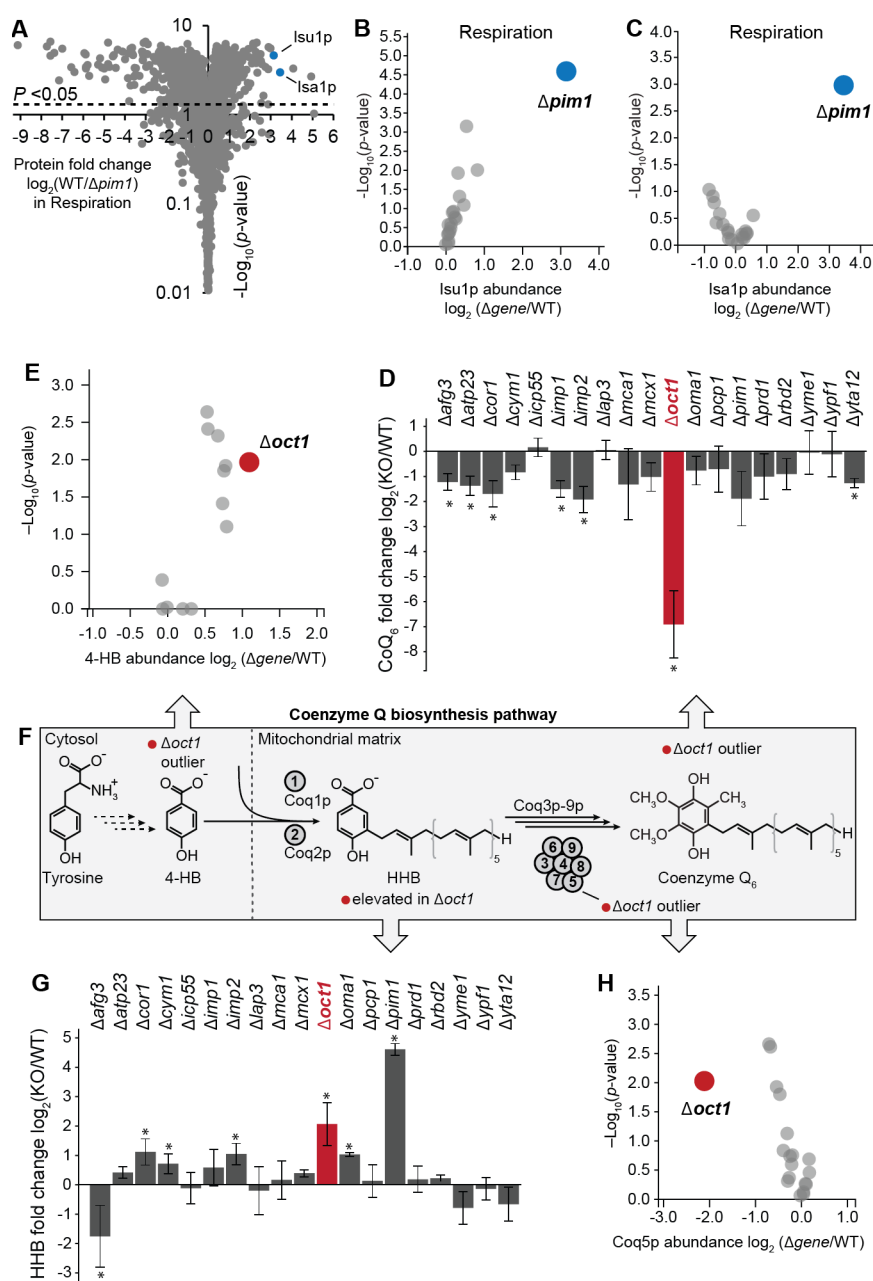 A
10
Isu1p
Isa1p
P <0.05
1
-9 -8 -7 -6 -5 -4 -3 -2 -1 0 1 2 3 4 5 6
Protein fold change
log2(WT/Δpim1)
in Respiration
0.1
0.01
-Log10(p-value)
B
Respiration
5.0
4.5
4.0
3.5
3.0
2.5
2.0
1.5
1.0
0.5
0.0
-Log10(p-value)
Δpim1
-1.0 0.0 1.0 2.0 3.0 4.0
Isu1p abundance
log2 (Δgene/WT)
C
Respiration
4.0
3.5
3.0
2.5
2.0
1.5
1.0
0.5
0.0
-Log10(p-value)
Δpim1
-1.0 0.0 1.0 2.0 3.0 4.0
Isa1p abundance
log2 (Δgene/WT)
E
3.0
2.5
2.0
1.5
1.0
0.5
0.0
–Log10(p-value)
Δoct1
-1.0 -1.0 0.0 0.5 1.0 2.0 2.0
4-HB abundance log2 (Δgene/WT)
D
Δafg3
Δatp23
Δcor1
Δcym1
Δicp55
Δimp1
Δimp2
Δlap3
Δmca1
Δmcx1
Δoct1
Δoma1
Δpcp1
Δpim1
Δprd1
Δrbd2
Δyme1
Δypf1
Δyta12
1
0
-1
-2
-3
-4
-5
-6
-7
-8
CoQ6 fold change log2(KO/WT)
* * * * * * *
F
Coenzyme Q biosynthesis pathway
Cytosol
Δoct1
outlier
Mitochondrial matrix
Δoct1 outlier
O O-
NH3+
OH
Tyrosine
O O-
OH
4-HB
1
Coq1p
2
Coq2p
O O-
OH
H
5
HHB
elevated in Δoct1
Coq3p-9p
6 9
3 4 8
7 5
Δoct1 outlier
OH
CH3O CH3
CH3O
OH
H
5
Coenzyme Q6
G
Δafg3
Δatp23
Δcor1
Δcym1
Δicp55
Δimp1
Δimp2
Δlap3
Δmca1
Δmcx1
Δoct1
Δoma1
Δpcp1
Δpim1
Δprd1
Δrbd2
Δyme1
Δypf1
Δyta12
5
4
3
2
1
0
-1
-2
-3
HHB fold change log2(KO/WT)
* * * * * * * *
H
3.5
3.0
2.5
2.0
1.5
1.0
0.5
0.0
–Log10(p-value)
Δoct1
-3.0 -2.0 -1.0 0.0 1.0
Coq5p abundance log2 (Δgene/WT)